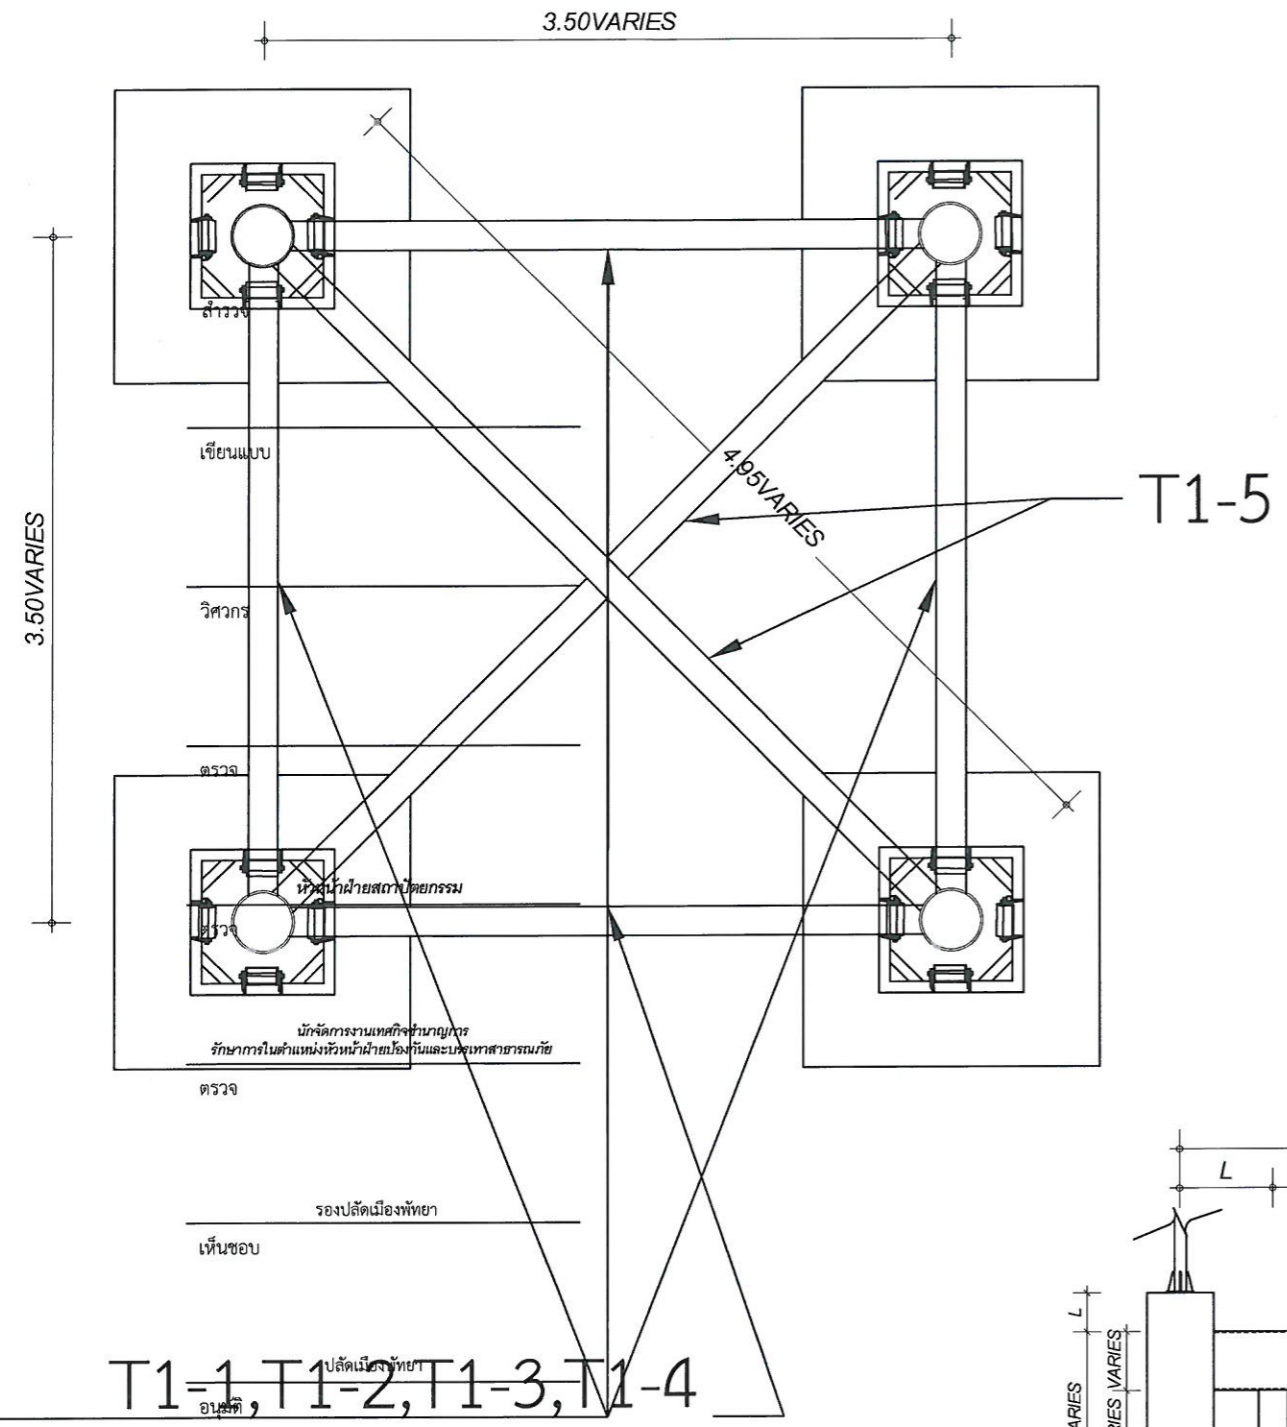 3.50VARIES
สำรวจ
เขียนแบบ
4.95VARIES
T1-5
3.50VARIES
วิศวกร
ตรวจ
หัวหน้าฝ่ายสถาปัตยกรรม
ตรวจ
นักจัดการงานเทศกิจชำนาญการ
รักษาการในตำแหน่งหัวหน้าฝ่ายป้องกันและบรรเทาสาธารณภัย
ตรวจ
L
รองปลัดเมืองพัทยา
เห็นชอบ
L
VARIES
ปลัดเมืองพัทยา
T1-1,T1-2,T1-3,T1-4
อนุมัติ